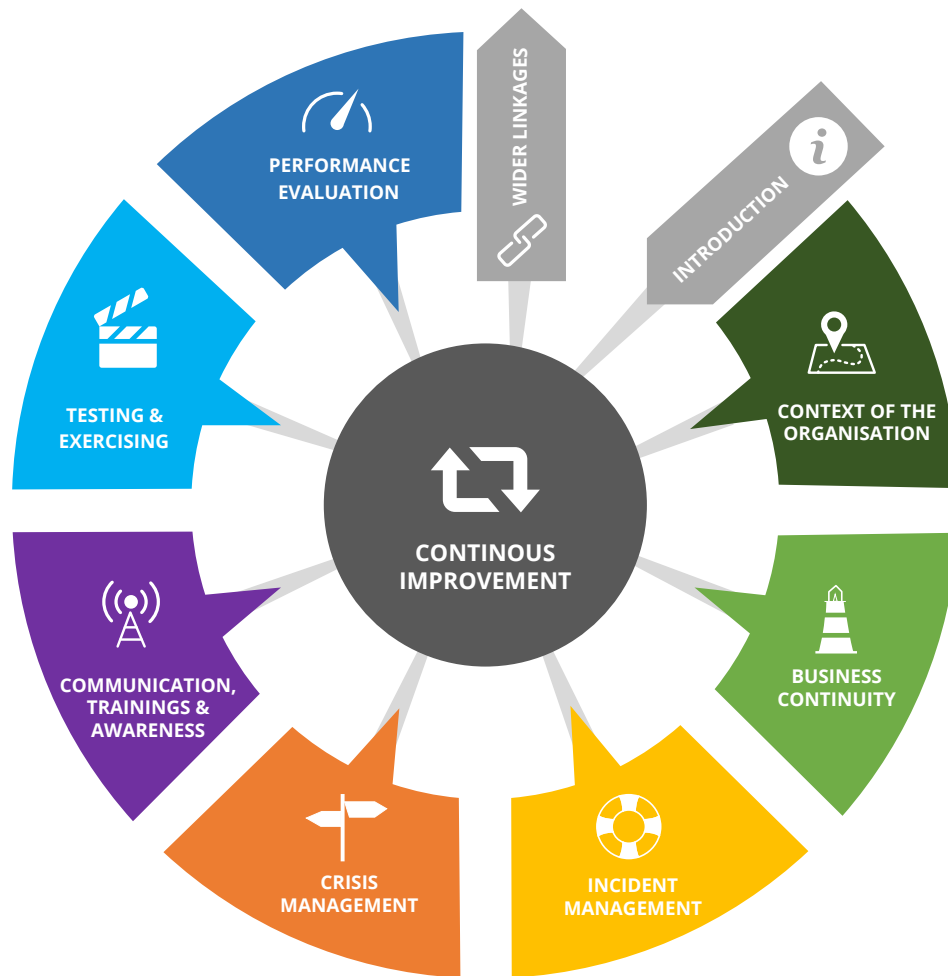 WIDER LINKAGES
INTRODUCTION
i
CONTEXT OF THE
ORGANISATION
BUSINESS
CONTINUITY
INCIDENT
MANAGEMENT
CRISIS
MANAGEMENT
COMMUNICATION,
TRAININGS &
AWARENESS
TESTING &
EXERCISING
PERFORMANCE
EVALUATION
CONTINOUS
IMPROVEMENT